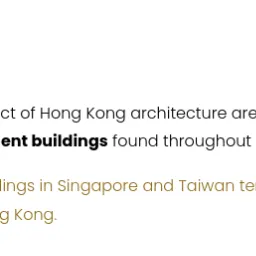 ct of Hong Kong architecture are
ent buildings found throughout
lings in Singapore and Taiwan te
g Kong.